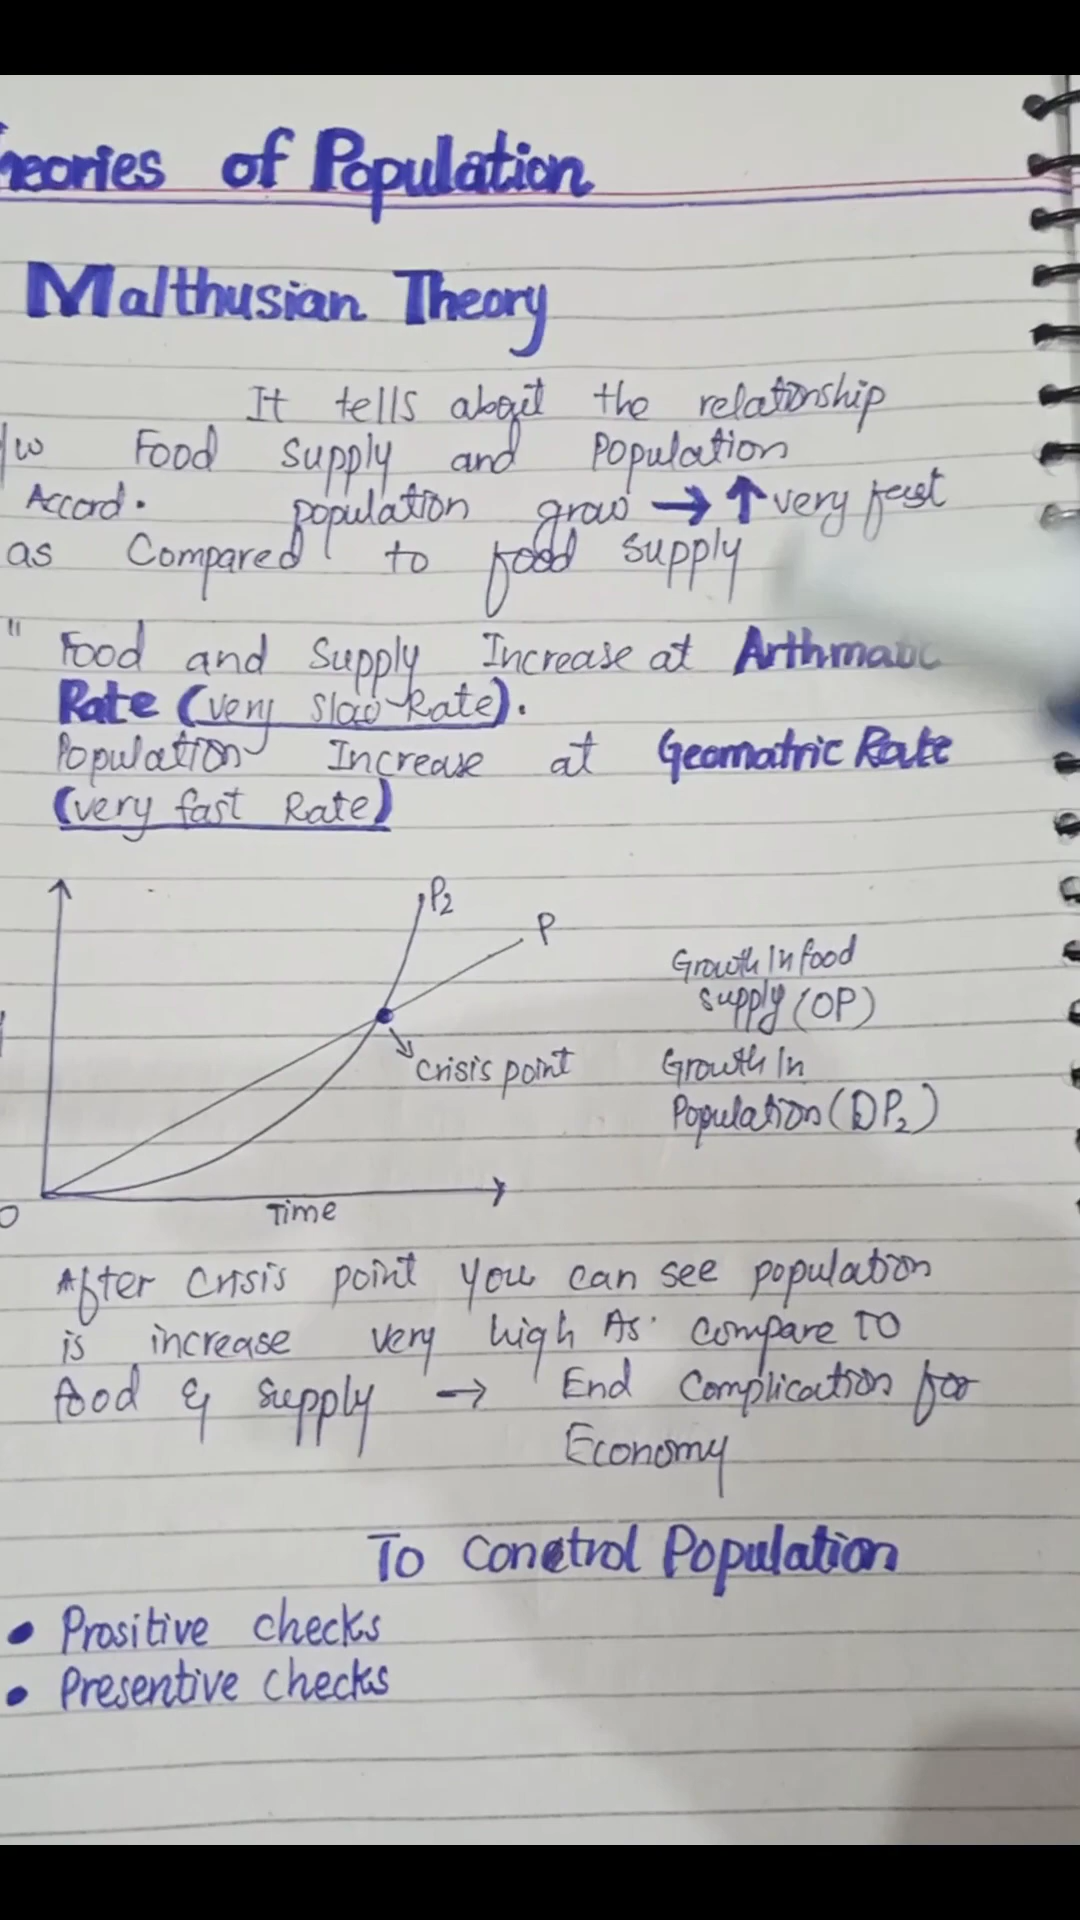 heories of Population
Malthusian Theory
It tells about the relationship
/w Food Supply and Population
Accord. population grow → ↑ very fast
as Compared to food supply
" Food and Supply Increase at Arthmatic
Rate (very slow Rate).
Population Increase at Geomatric Rate
(very fast Rate)
P2
P
Growth In food
supply (OP)
Crisis point
Growth In
Population (DP2)
O
Time
After Crisis point you can see population
is increase very high As compare To
food & supply → End Complication for
Economy
To Conctrol Population
• Prositive checks
• Presentive checks